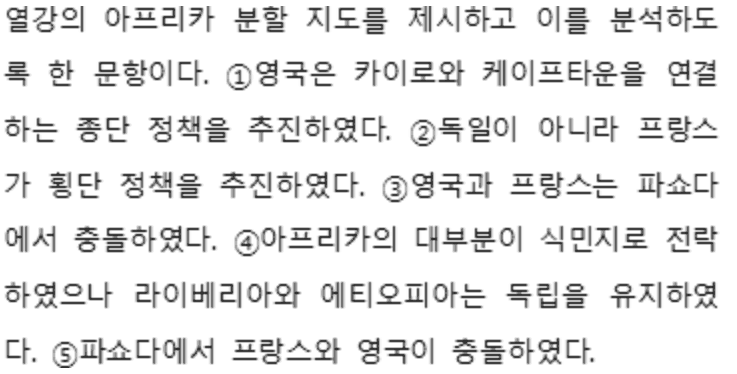 열강의 아프리카 분할 지도를 제시하고 이를 분석하도
록 한 문항이다. ①영국은 카이로와 케이프타운을 연결
하는 종단 정책을 추진하였다. ②독일이 아니라 프랑스
가 횡단 정책을 추진하였다. ③영국과 프랑스는 파쇼다
에서 충돌하였다. ④아프리카의 대부분이 식민지로 전락
하였으나 라이베리아와 에티오피아는 독립을 유지하였
다. ⑤파쇼다에서 프랑스와 영국이 충돌하였다.